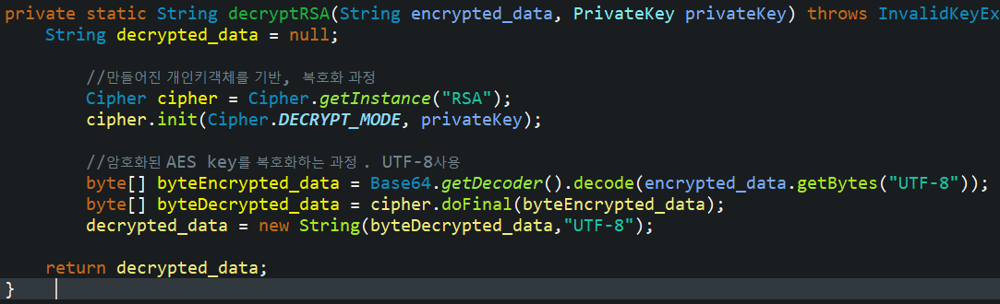 private static String decryptRSA(String encrypted_data, PrivateKey privateKey) throws InvalidKeyEx
String decrypted_data = null;
//만들어진 개인키객체를 기반, 복호화 과정
Cipher cipher = Cipher.getInstance("RSA");
cipher.init(Cipher.DECRYPT_MODE, privateKey);
//암호화된 AES key를 복호화하는 과정 . UTF-8사용
byte[] byteEncrypted_data = Base64.getDecoder().decode(encrypted_data.getBytes("UTF-8"));
byte[] byteDecrypted_data = cipher.doFinal(byteEncrypted_data);
decrypted_data = new String(byteDecrypted_data,"UTF-8");
return decrypted_data;
}